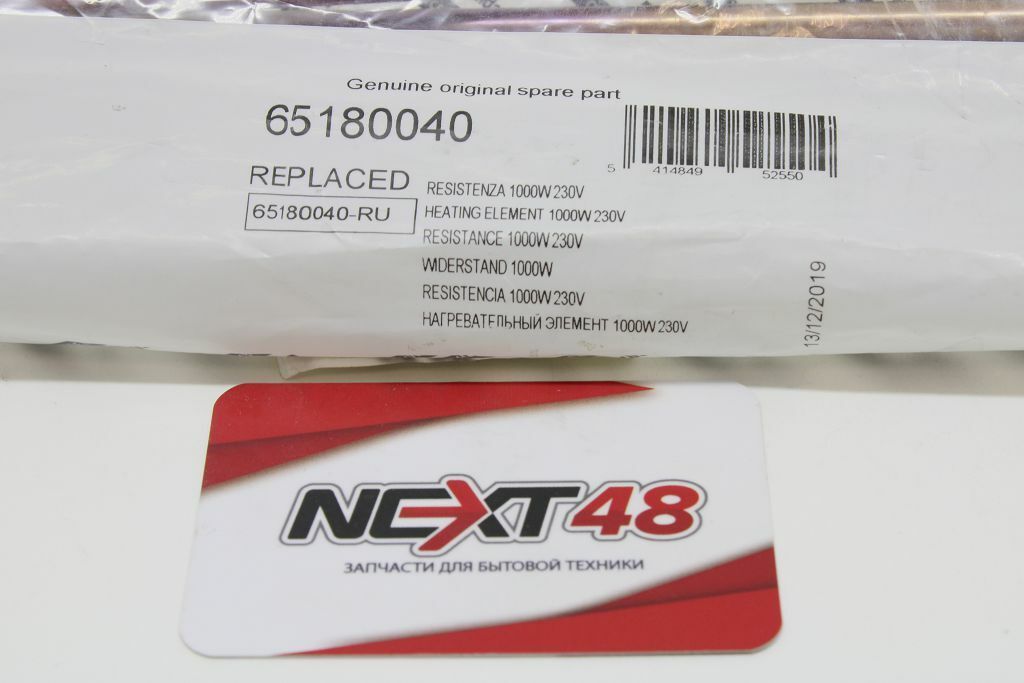 Genuine original spare part
65180040
5 414849 52550
REPLACED
65180040-RU
RESISTENZA 1000W 230V
HEATING ELEMENT 1000W 230V
RESISTANCE 1000W 230V
WIDERSTAND 1000W
RESISTENCIA 1000W 230V
НАГРЕВАТЕЛЬНЫЙ ЭЛЕМЕНТ 1000W 230V
13/12/2019
NEXT48
ЗАПЧАСТИ ДЛЯ БЫТОВОЙ ТЕХНИКИ